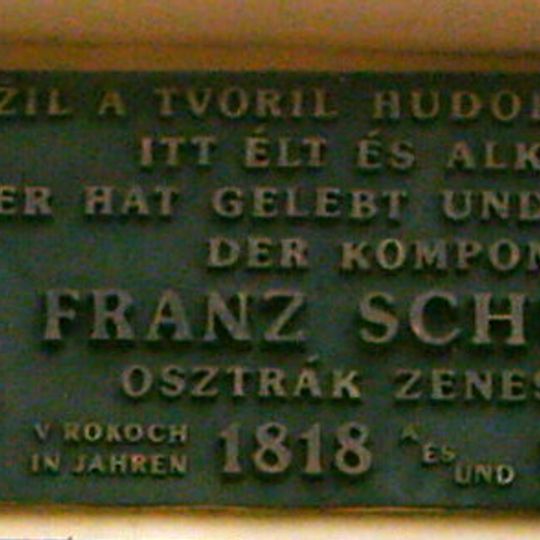 ŽIL A TVORIL HUDO
ITT ÉLT ÉS ALK
ER HAT GELEBT UND
DER KOMPON
FRANZ SCH
OSZTRÁK ZENES
V ROKOCH
IN JAHREN
1818
A
ÉS
UND